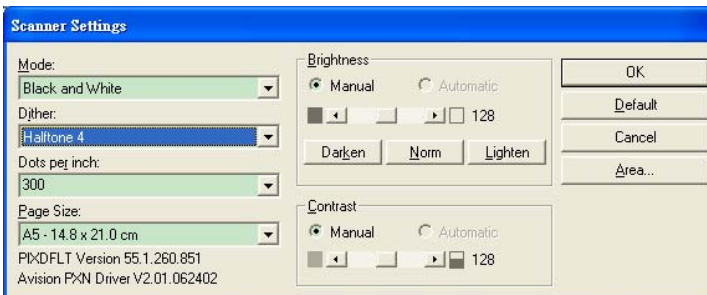 Scanner Settings
Mode:
Black and White
Dither:
Halftone 4
Dots per inch:
300
Page Size:
A5 - 14.8 x 21.0 cm
PIXDFLT Version 55.1.260.851
Avision PXN Driver V2.01.062402
Brightness
Manual Automatic
128
Darken Norm Lighten
Contrast
Manual Automatic
128
OK
Default
Cancel
Area...